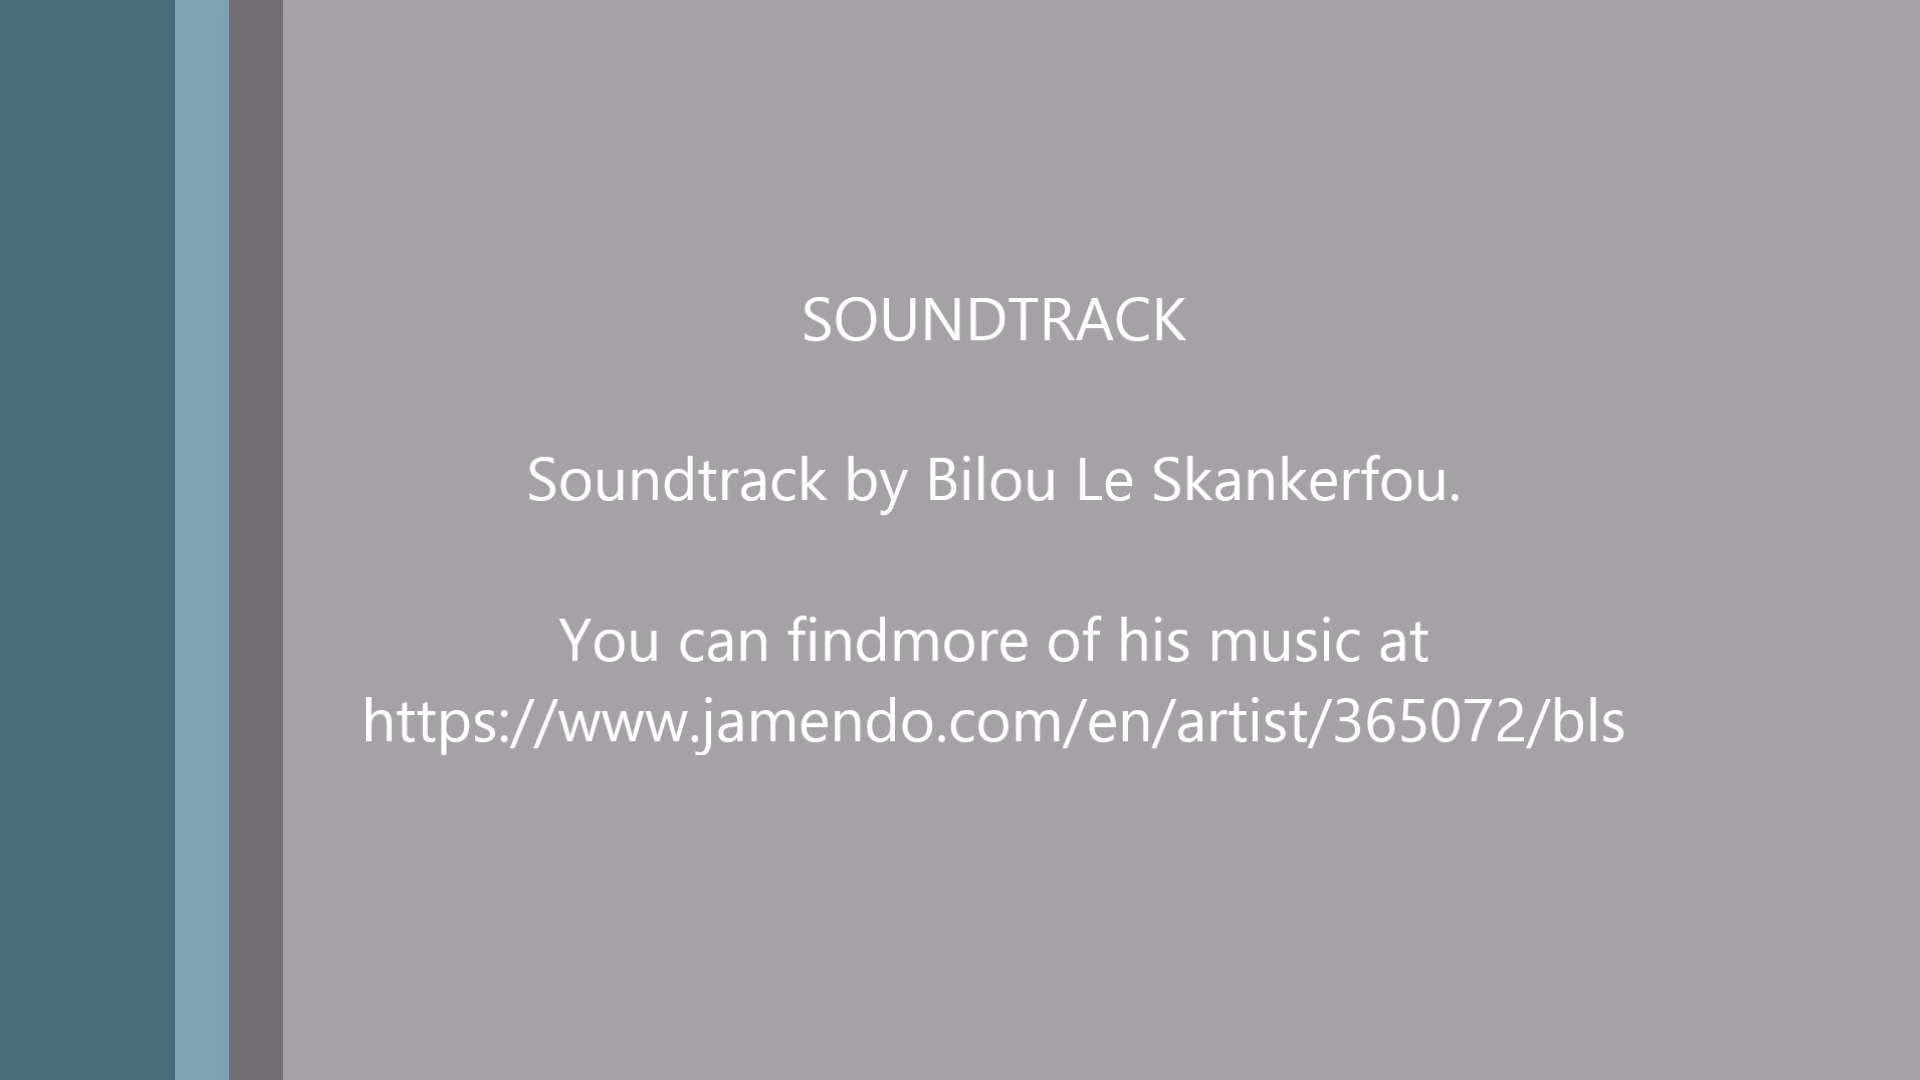 SOUNDTRACK
Soundtrack by Bilou Le Skankerfou.
You can findmore of his music at
https://www.jamendo.com/en/artist/365072/bls